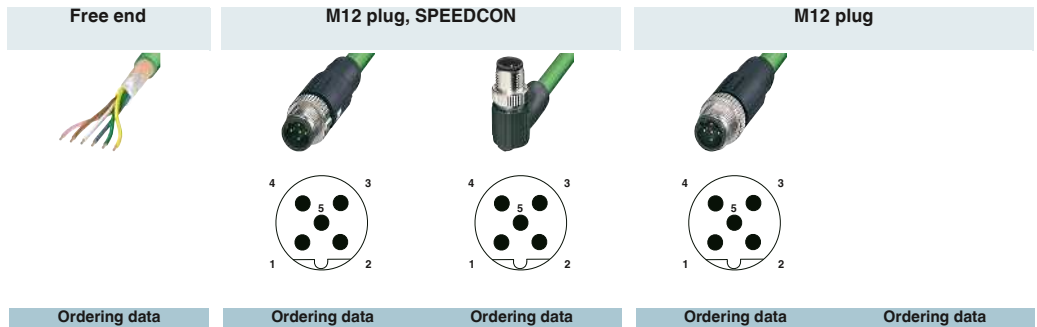 Free end
M12 plug, SPEEDCON
M12 plug
4 3 4 3 4 3
5 5 5
1 2 1 2 1 2
Ordering data Ordering data Ordering data Ordering data Ordering data